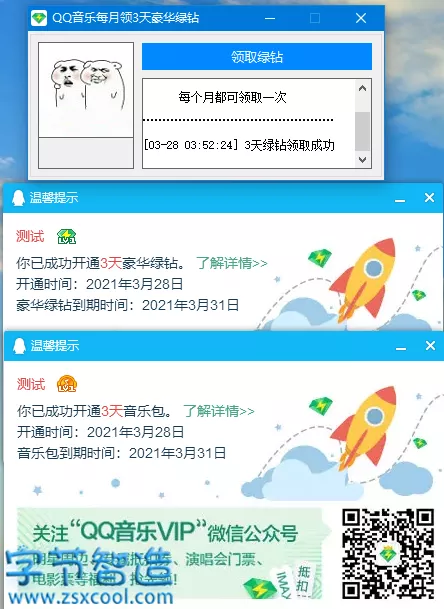 QQ音乐每月领3天豪华绿钻
领取绿钻
每个月都可领取一次
[03-28 03:52:24] 3天绿钻领取成功
温馨提示
测试
你已成功开通3天豪华绿钻。 了解详情>>
开通时间：2021年3月28日
豪华绿钻到期时间：2021年3月31日
温馨提示
测试
你已成功开通3天音乐包。 了解详情>>
开通时间：2021年3月28日
音乐包到期时间：2021年3月31日
关注“QQ音乐VIP”微信公众号
演唱会门票、
电影票等福利
抵扣
IMAX
字节智造
www.zsxcool.com